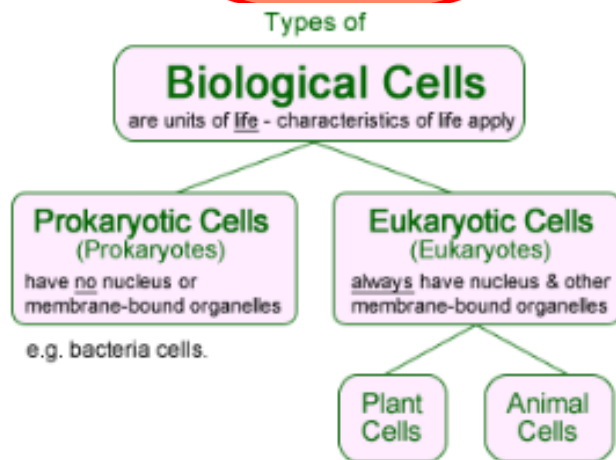 Types of
Biological Cells
are units of life - characteristics of life apply
Prokaryotic Cells
(Prokaryotes)
have no nucleus or
membrane-bound organelles
e.g. bacteria cells.
Eukaryotic Cells
(Eukaryotes)
always have nucleus & other
membrane-bound organelles
Plant
Cells
Animal
Cells